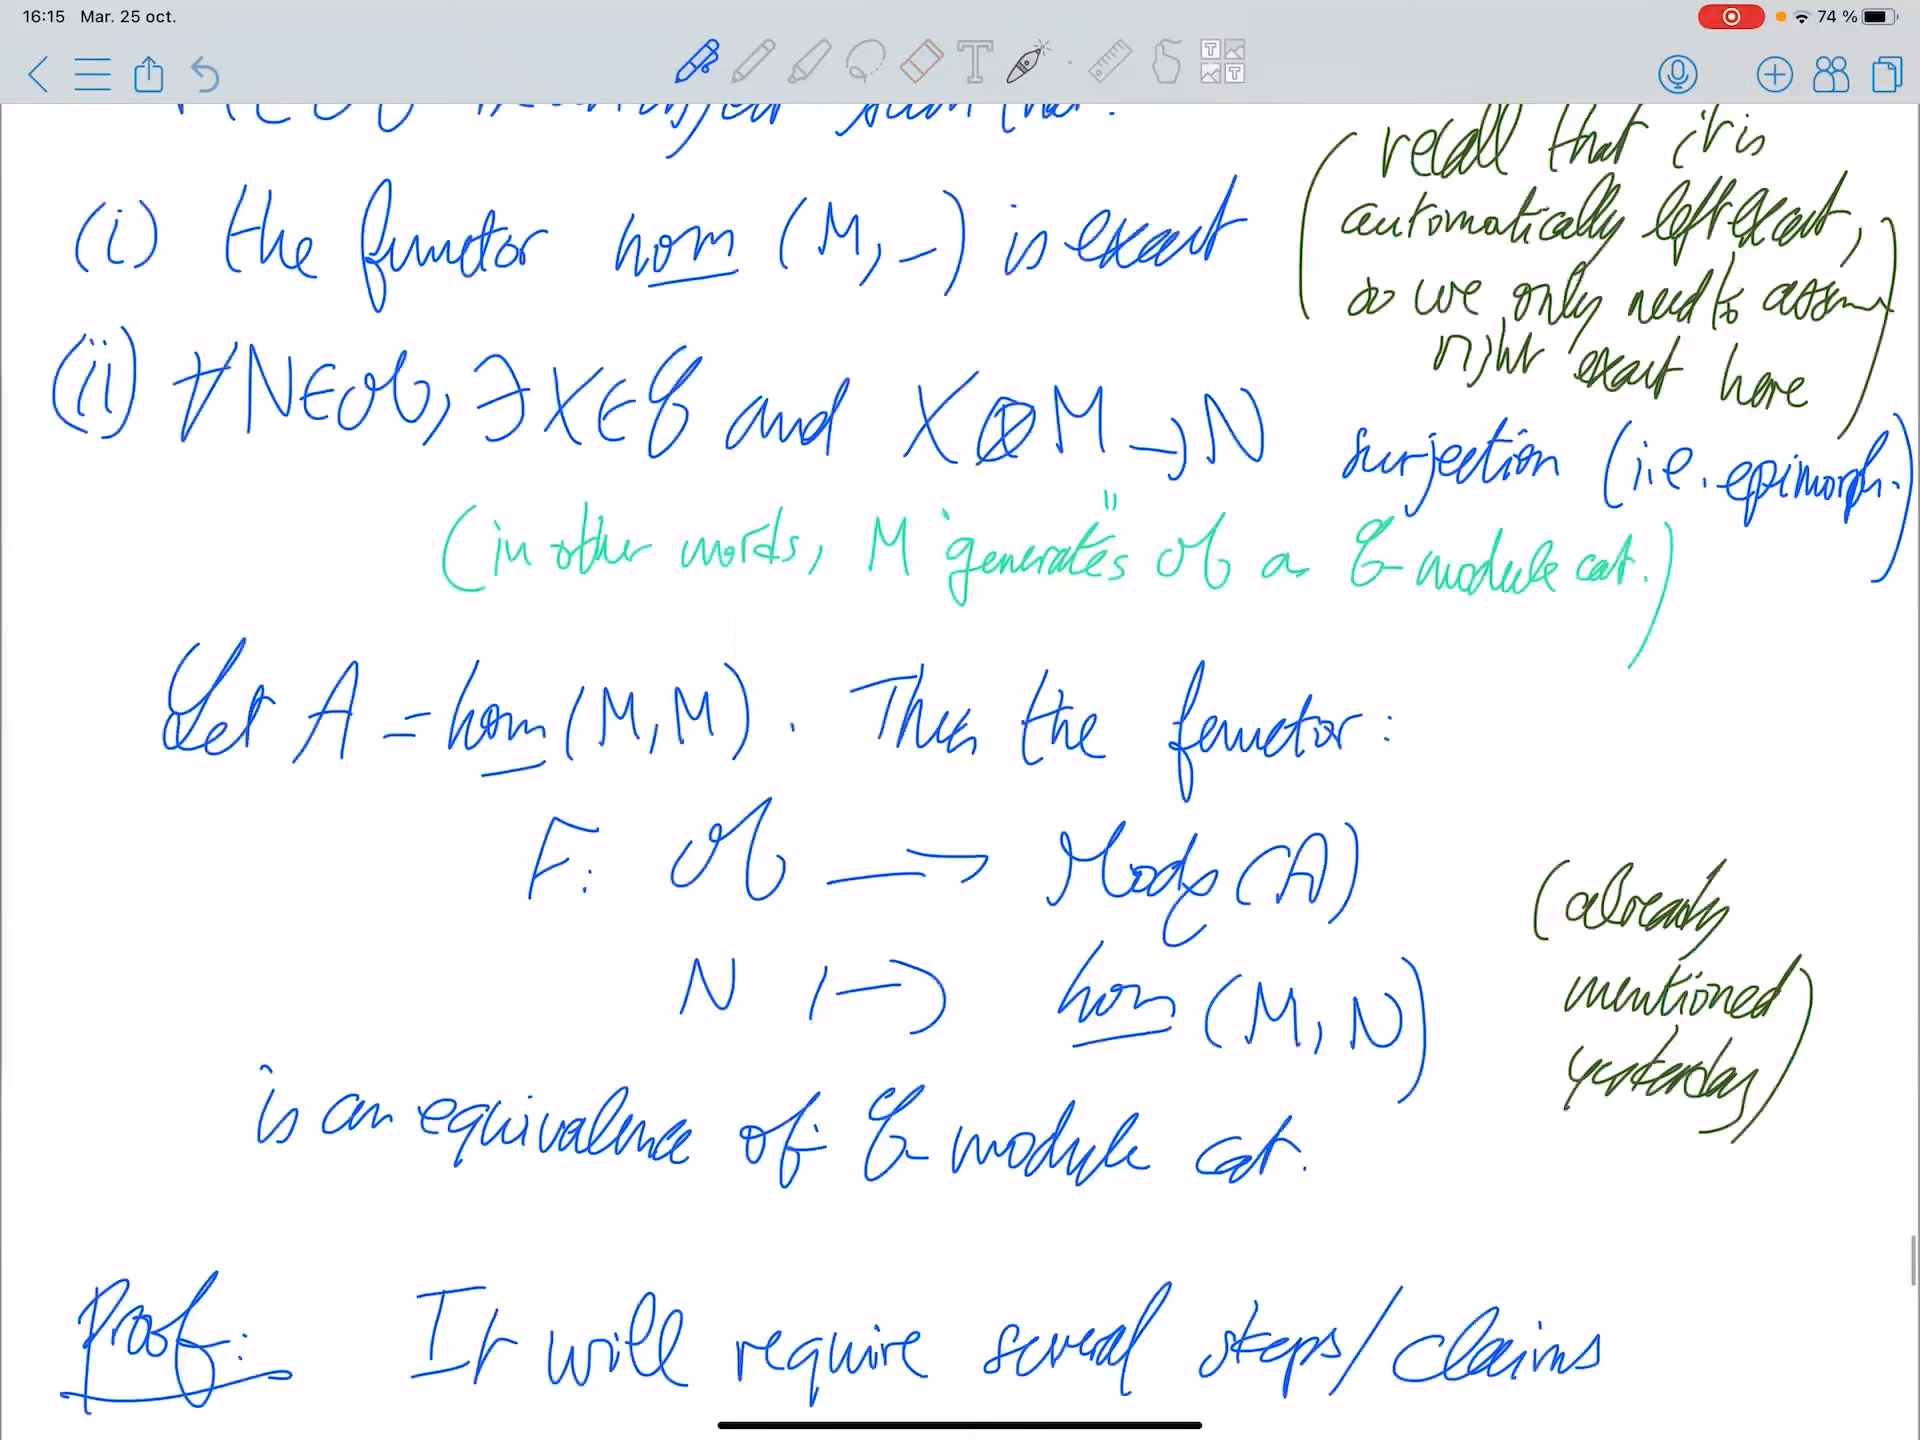 16:15 Mar. 25 oct.
74 %
(recall that it is
automatically left exact,
so we only need to assume
right exact here)
(i) the functor hom (M, -) is exact
(ii) ∀ N ∈ ℳ, ∃ X ∈ 𝒞 and X ⊗ M → N surjection (i.e. epimorph.)
(in other words, M "generates" ℳ as 𝒞-module cat.)
Let A = hom (M, M). Then the functor:
F: ℳ → Mod𝒞 (A)
N ↦ hom (M, N)
(already
mentioned
yesterday)
is an equivalence of 𝒞-module cat.
Proof: It will require several steps/claims